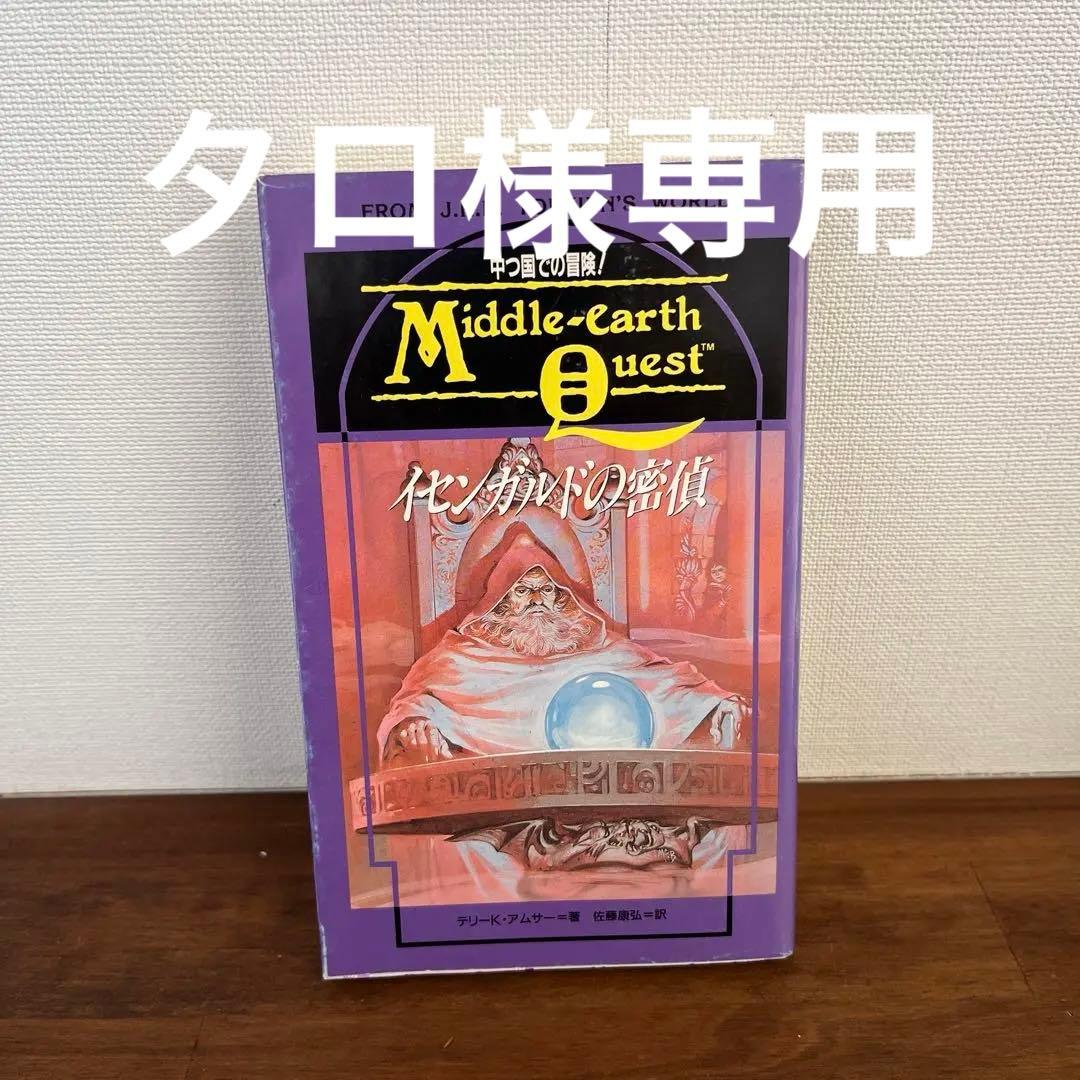 タロ様専用
FROM J.R.R. TOLKIEN'S WORLD
中つ国での冒険!
Middle-earth
Quest™
イセンガルドの密偵
テリーK・アムサー=著 佐藤康弘=訳